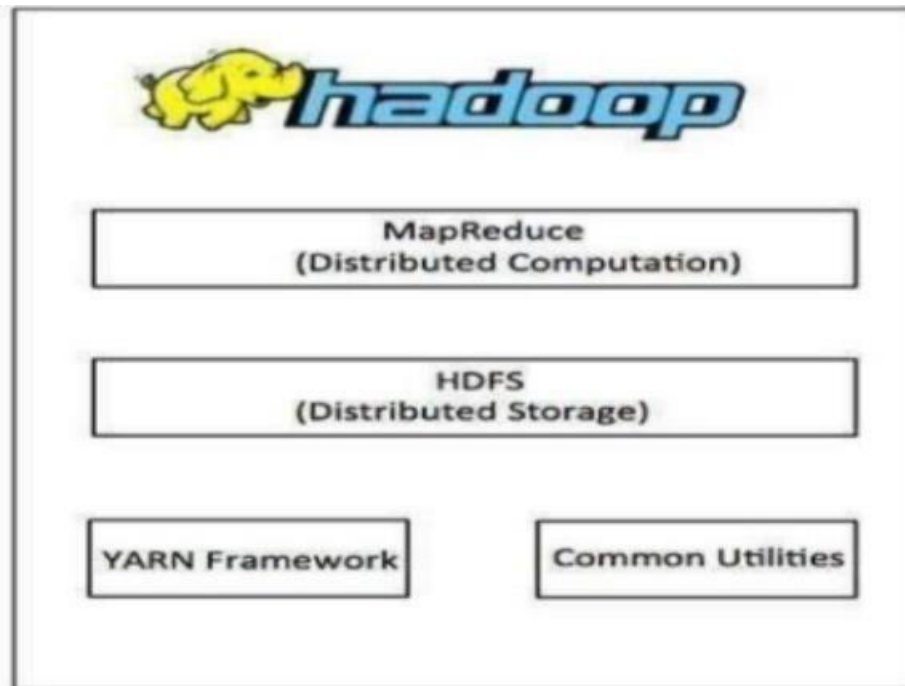 hadoop
MapReduce
(Distributed Computation)
HDFS
(Distributed Storage)
YARN Framework
Common Utilities